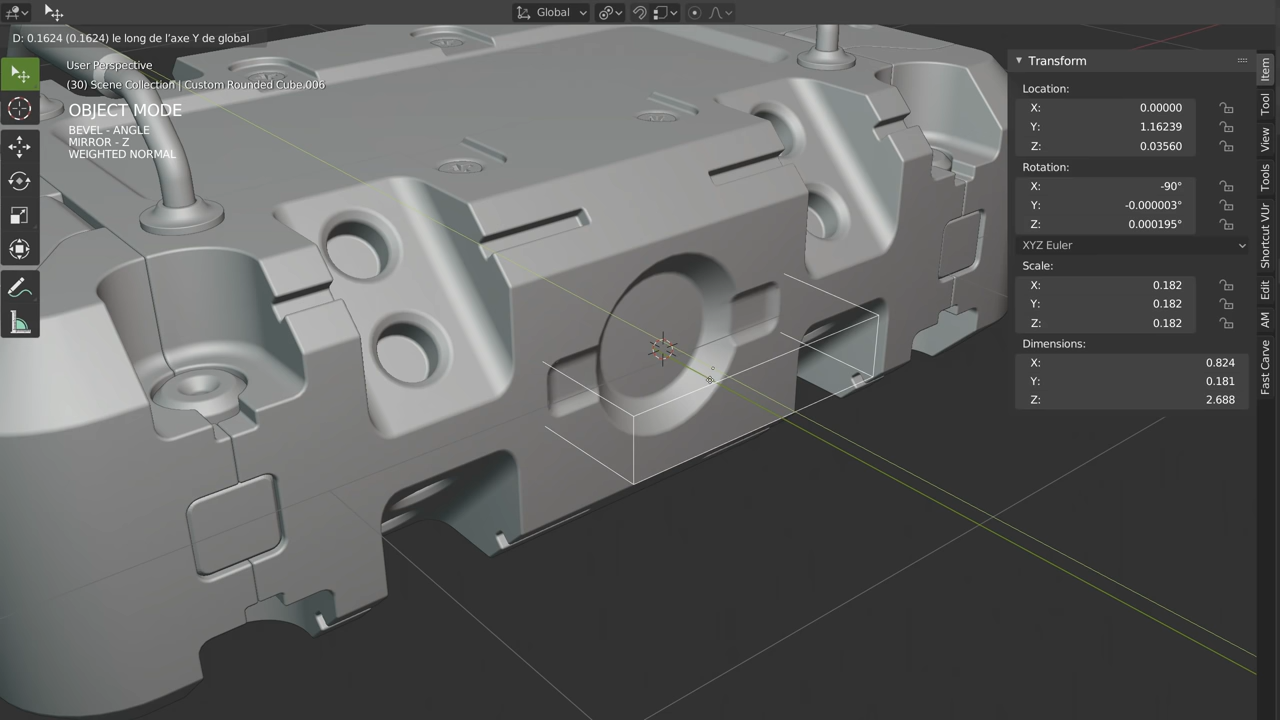 Global
D: 0.1624 (0.1624) le long de l'axe Y de global
User Perspective
(30) Scene Collection | Custom Rounded Cube.006
OBJECT MODE
BEVEL - ANGLE
MIRROR - Z
WEIGHTED NORMAL
Transform
Location:
X: 0.00000
Y: 1.16239
Z: 0.03560
Rotation:
X: -90°
Y: -0.000003°
Z: 0.000195°
XYZ Euler
Scale:
X: 0.182
Y: 0.182
Z: 0.182
Dimensions:
X: 0.824
Y: 0.181
Z: 2.688
Item
Tool
View
Tools
Shortcut VUr
Edit
AM
Fast Carve